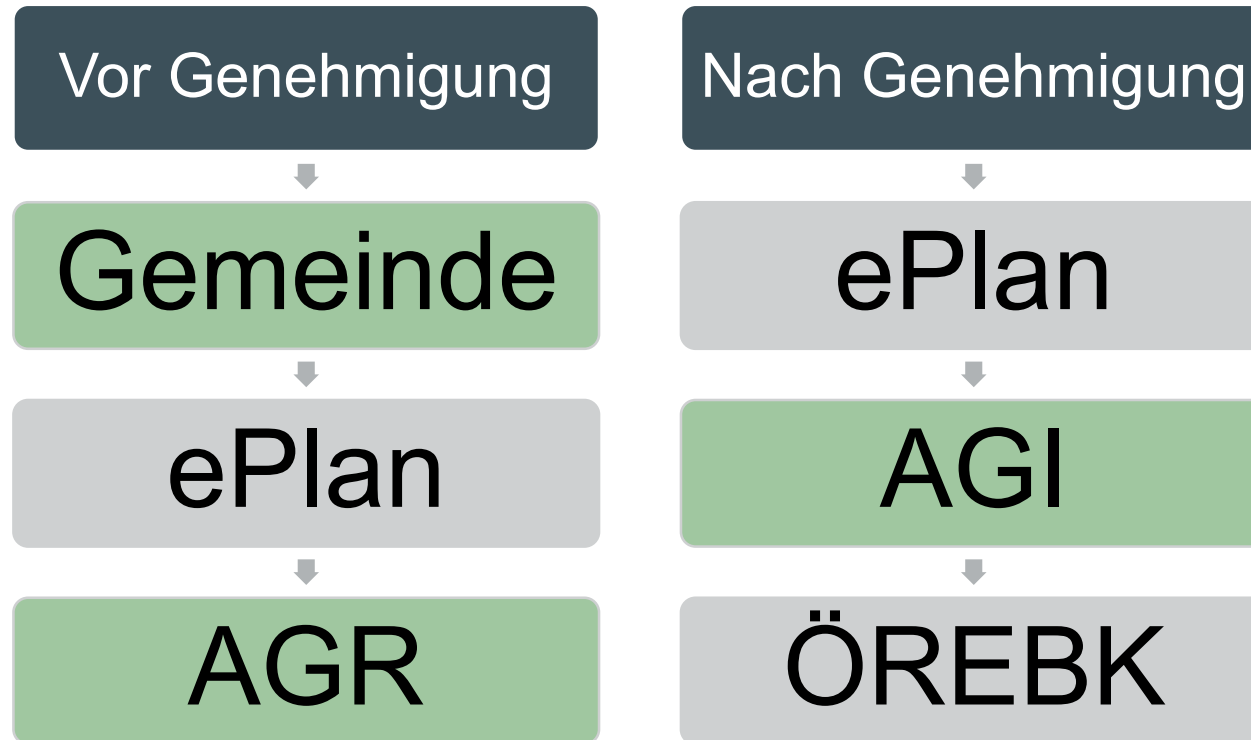 Vor Genehmigung
Gemeinde
ePlan
AGR
Nach Genehmigung
ePlan
AGI
ÖREBK